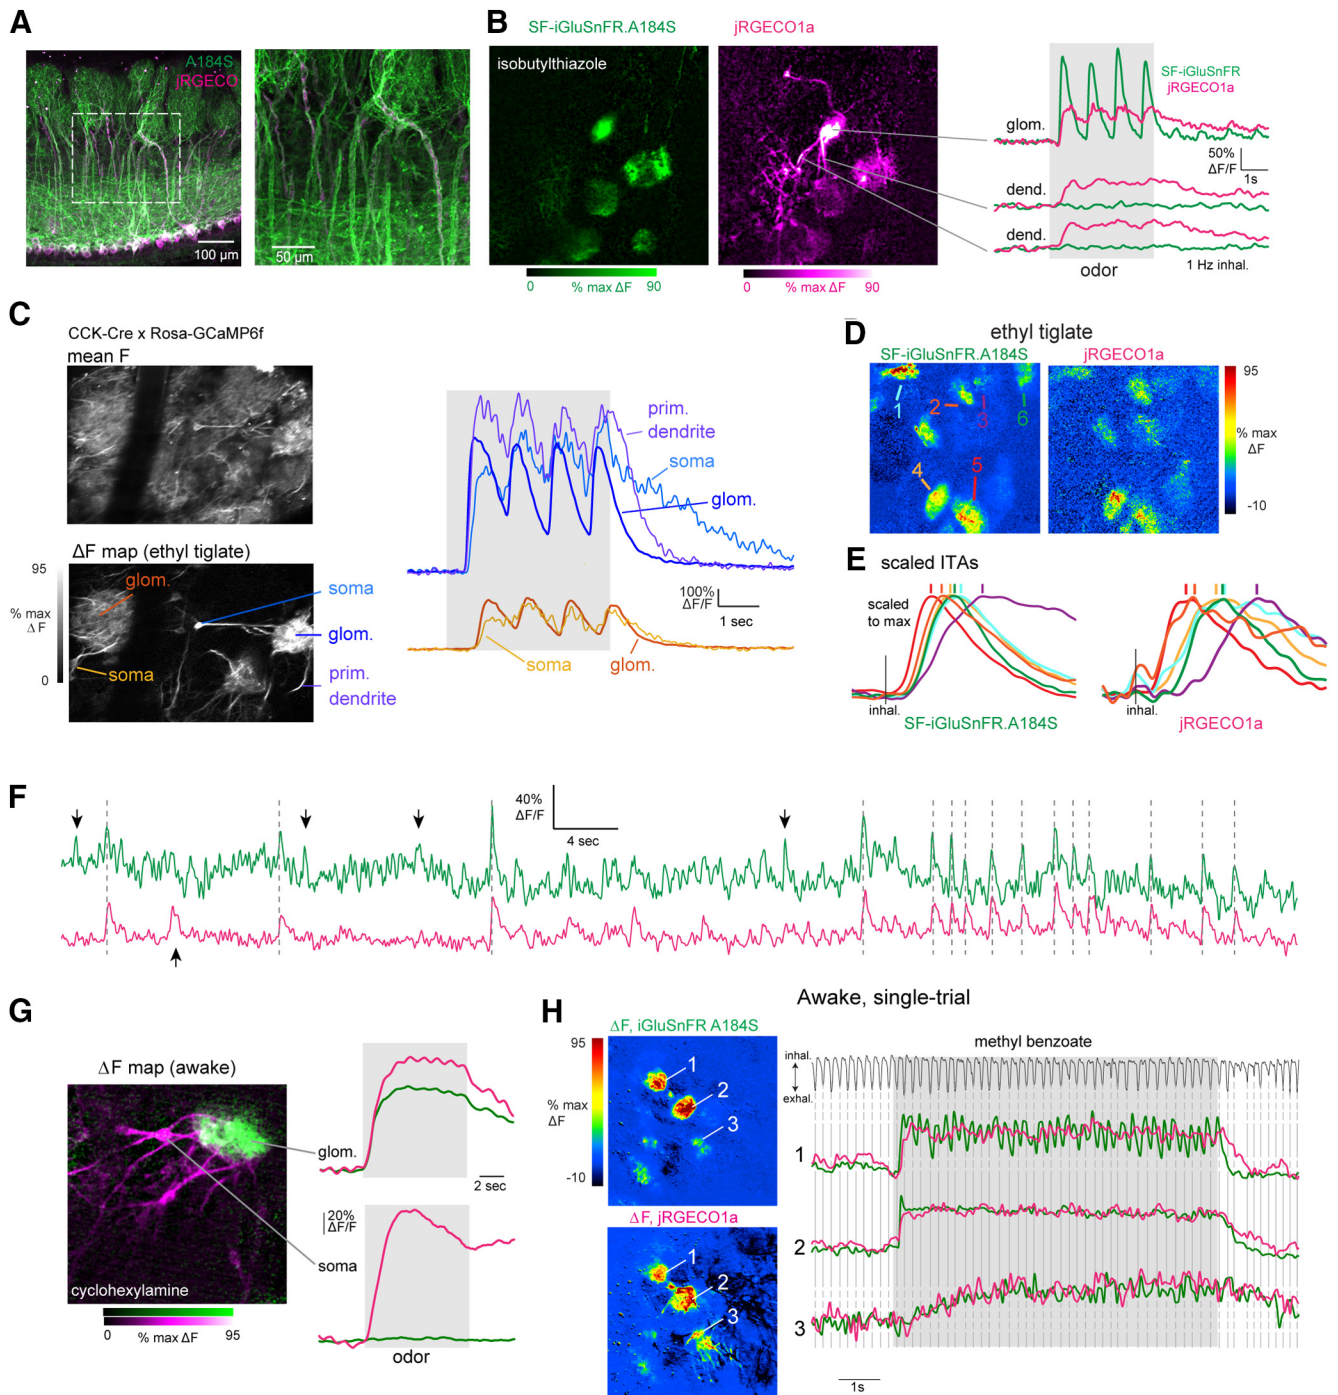 A
A184S
jRGECO
100 µm
50 µm
B
SF-iGluSnFR.A184S
jRGECO1a
isobutylthiazole
0 % max ΔF 90
0 % max ΔF 90
SF-iGluSnFR
jRGECO1a
glom.
50%
ΔF/F
1s
dend.
dend.
odor
1 Hz inhal.
C
CCK-Cre x Rosa-GCaMP6f
mean F
ΔF map (ethyl tiglate)
95
% max
Δ F
0
glom.
soma
glom.
soma
prim.
dendrite
prim.
dendrite
soma
glom.
100%
ΔF/F
1 sec
soma
glom.
D
ethyl tiglate
SF-iGluSnFR.A184S
jRGECO1a
1
2
3
6
4
5
95
% max
ΔF
-10
E
scaled ITAs
scaled
to max
inhal.
inhal.
SF-iGluSnFR.A184S
jRGECO1a
F
40%
ΔF/F
4 sec
G
ΔF map (awake)
glom.
soma
cyclohexylamine
0
95
% max ΔF
2 sec
20%
ΔF/F
odor
H
Awake, single-trial
ΔF, iGluSnFR A184S
95
% max
ΔF
-10
1
2
3
ΔF, jRGECO1a
1
2
3
methyl benzoate
inhal.
exhal.
1
2
3
1s